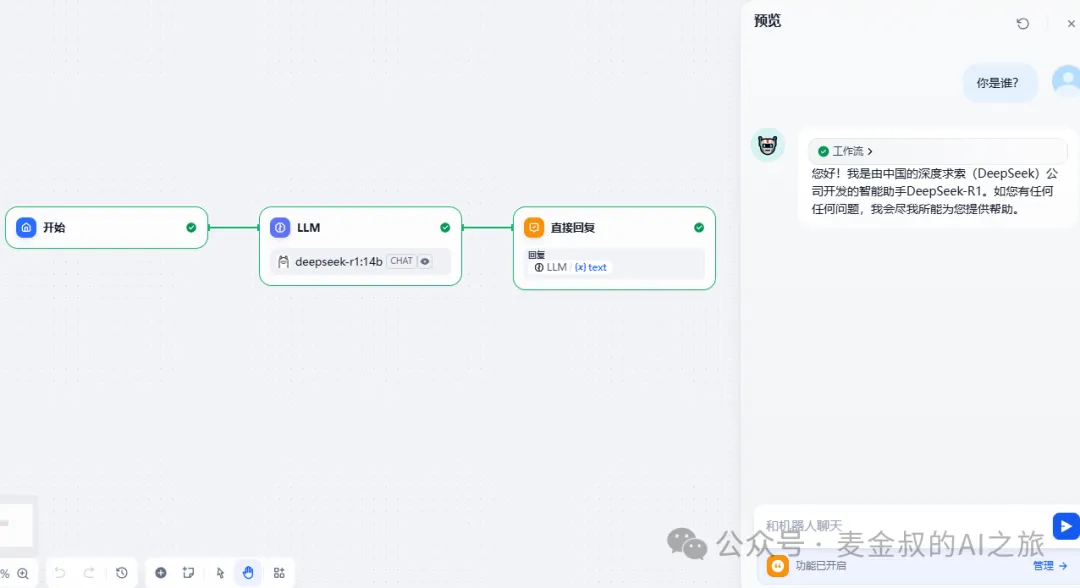 预览
你是谁?
工作流
您好！我是由中国的深度求索（DeepSeek）公
司开发的智能助手DeepSeek-R1。如您有任何
任何问题，我会尽我所能为您提供帮助。
开始
LLM
deepseek-r1:14b CHAT
直接回复
回复
LLM / {x} text
和机器人聊天
公众号 · 麦金叔的AI之旅
功能已开启
管理
%